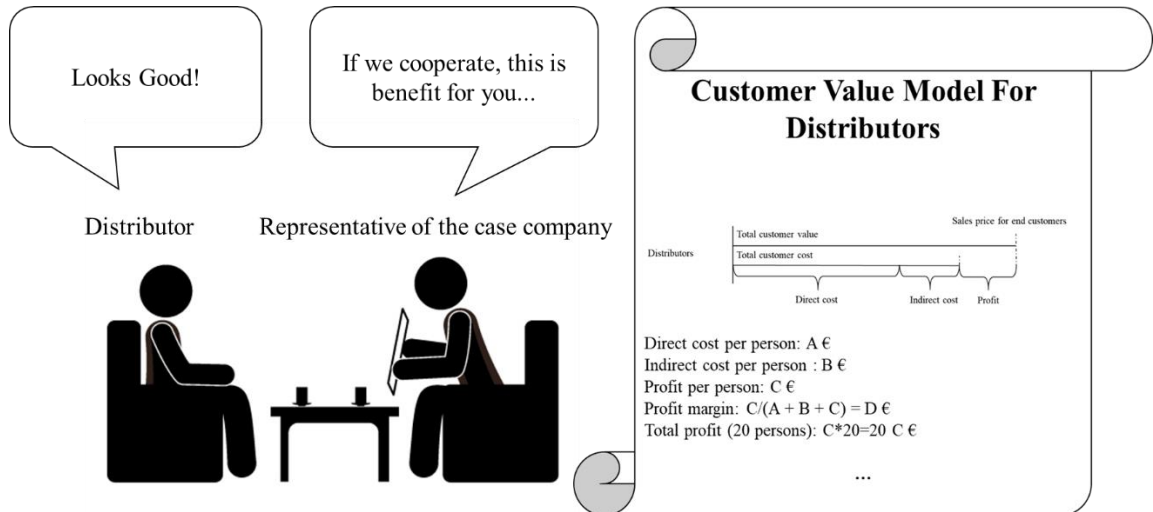 Looks Good!
If we cooperate, this is
benefit for you...
Distributor
Representative of the case company
Customer Value Model For
Distributors
Sales price for end customers
Total customer value
Distributors
Total customer cost
Direct cost
Indirect cost
Profit
Direct cost per person: A €
Indirect cost per person : B €
Profit per person: C €
Profit margin: C/(A + B + C) = D €
Total profit (20 persons): C*20=20 C €
...